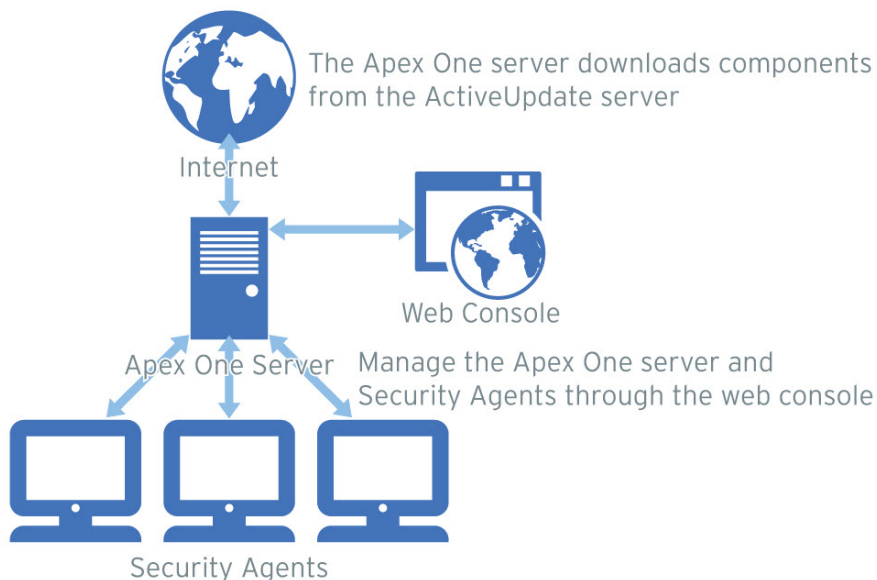 The Apex One server downloads components
from the ActiveUpdate server
Internet
Web Console
Apex One Server
Manage the Apex One server and
Security Agents through the web console
Security Agents